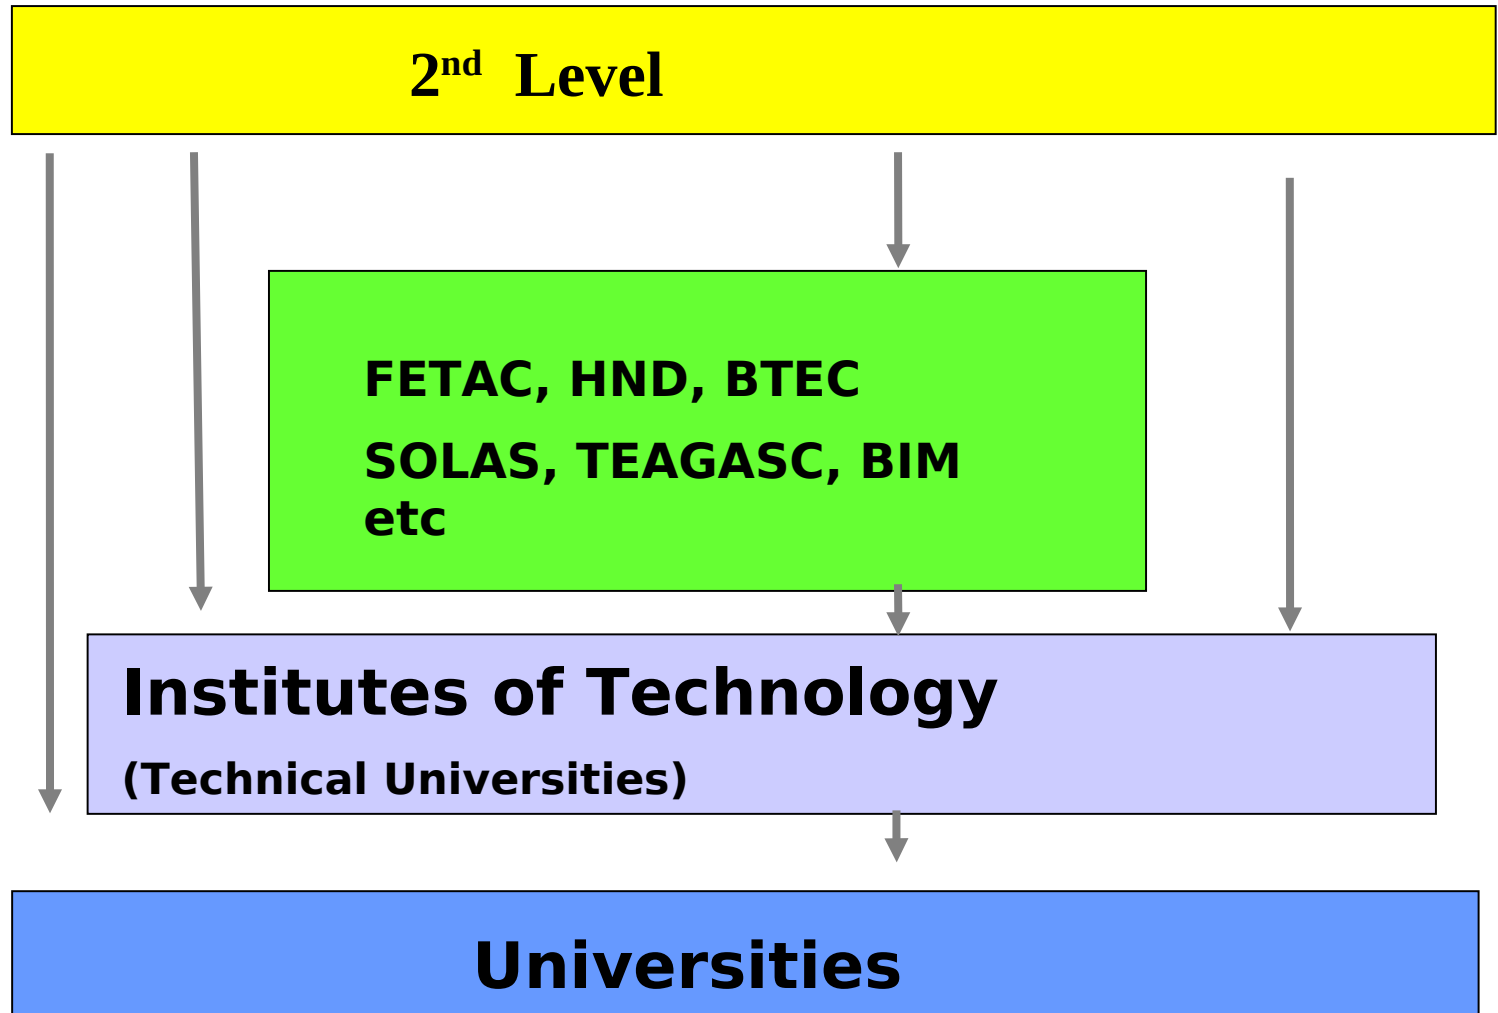 2nd Level
FETAC, HND, BTEC
SOLAS, TEAGASC, BIM
etc
Institutes of Technology
(Technical Universities)
Universities